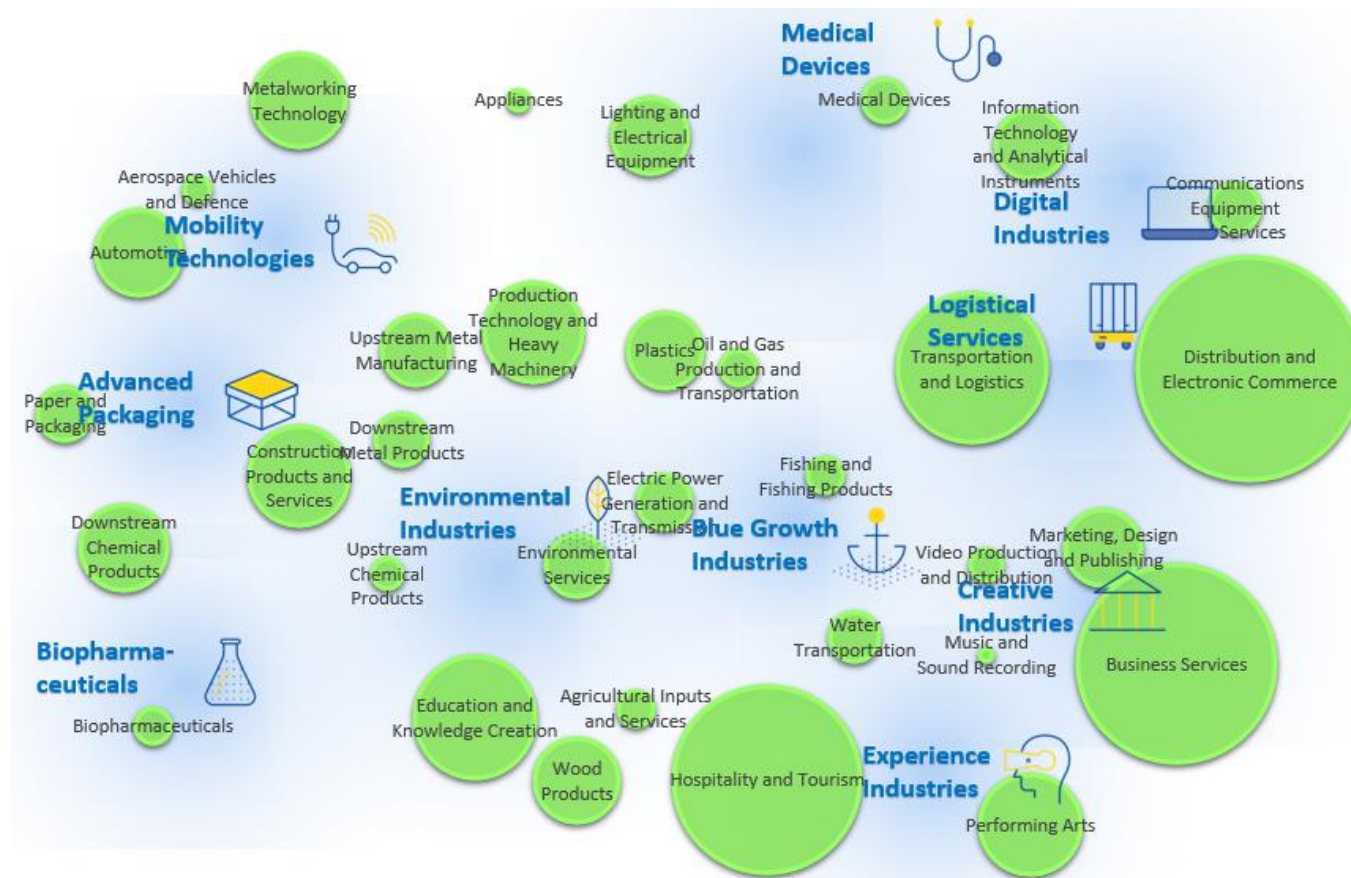 Medical
Devices
Metalworking
Technology
Appliances
Lighting and
Electrical
Equipment
Medical Devices
Information
Technology
and Analytical
Instruments
Aerospace Vehicles
and Defence
Mobility
Technologies
Automotive
Digital
Industries
Communications
Equipment
Services
Production
Technology and
Heavy
Machinery
Upstream Metal
Manufacturing
Plastics
Oil and Gas
Production and
Transportation
Logistical
Services
Transportation
and Logistics
Distribution and
Electronic Commerce
Advanced
Packaging
Paper and
Packaging
Downstream
Metal Products
Construction
Products and
Services
Environmental
Industries
Electric Power
Generation and
Transmission
Fishing and
Fishing Products
Blue Growth
Industries
Downstream
Chemical
Products
Upstream
Chemical
Products
Environmental
Services
Video Production
and Distribution
Marketing, Design
and Publishing
Creative
Industries
Water
Transportation
Music and
Sound Recording
Business Services
Biopharma-
ceuticals
Biopharmaceuticals
Education and
Knowledge Creation
Agricultural Inputs
and Services
Wood
Products
Hospitality and Tourism
Experience
Industries
Performing Arts